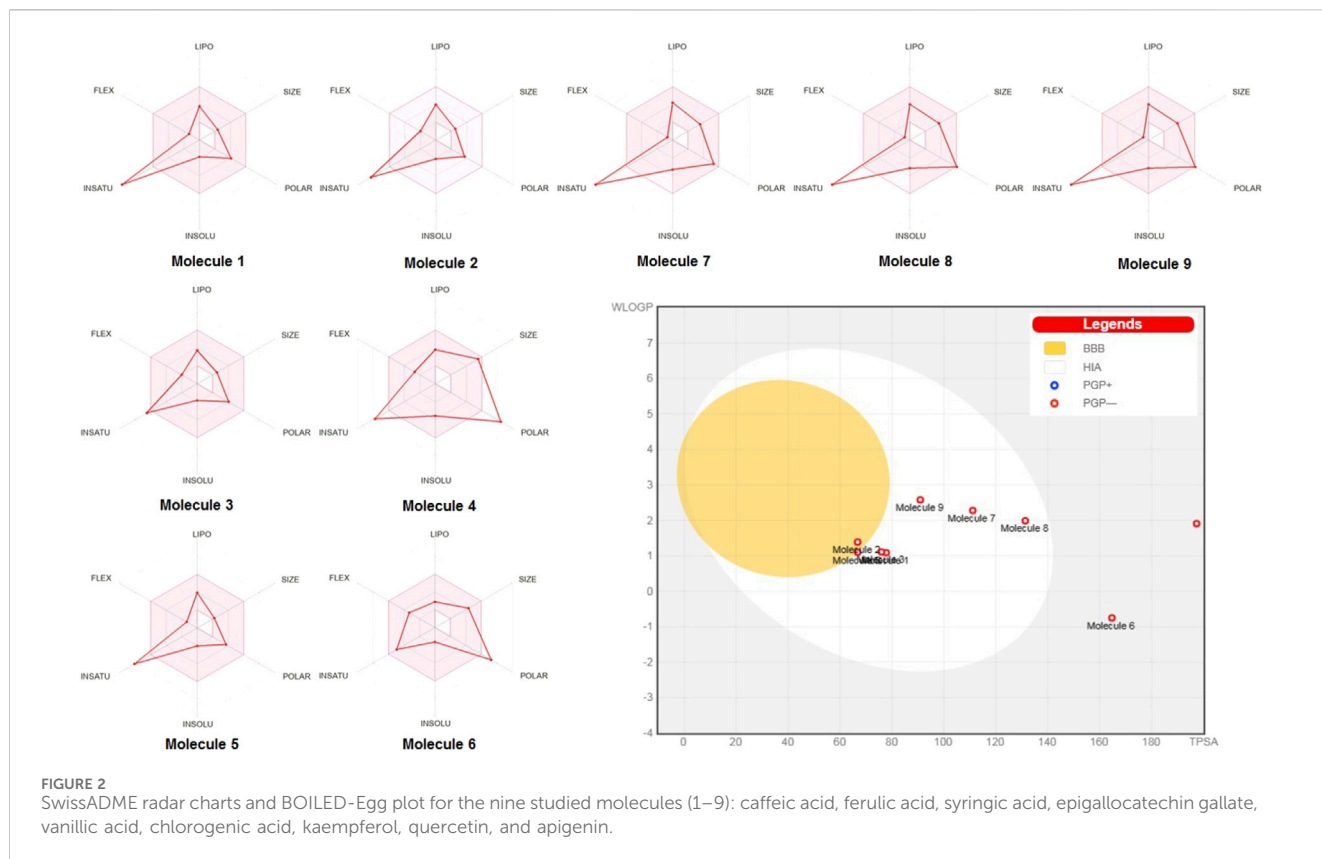 LIPO
FLEX
SIZE
INSATU
POLAR
INSOLU
Molecule 1
LIPO
FLEX
SIZE
INSATU
POLAR
INSOLU
Molecule 2
LIPO
FLEX
SIZE
INSATU
POLAR
INSOLU
Molecule 7
LIPO
FLEX
SIZE
INSATU
POLAR
INSOLU
Molecule 8
LIPO
FLEX
SIZE
INSATU
POLAR
INSOLU
Molecule 9
LIPO
FLEX
SIZE
INSATU
POLAR
INSOLU
Molecule 3
LIPO
FLEX
SIZE
INSATU
POLAR
INSOLU
Molecule 4
LIPO
FLEX
SIZE
INSATU
POLAR
INSOLU
Molecule 5
LIPO
FLEX
SIZE
INSATU
POLAR
INSOLU
Molecule 6
WLOGP
Legends
BBB
HIA
PGP+
PGP—
7
6
5
4
3
2
1
0
-1
-2
-3
-4
Molecule 9
Molecule 7
Molecule 8
Molecule 2
Molecule 6
0 20 40 60 80 100 120 140 160 180 TPSA
FIGURE 2
SwissADME radar charts and BOILED-Egg plot for the nine studied molecules (1–9): caffeic acid, ferulic acid, syringic acid, epigallocatechin gallate,
vanillic acid, chlorogenic acid, kaempferol, quercetin, and apigenin.